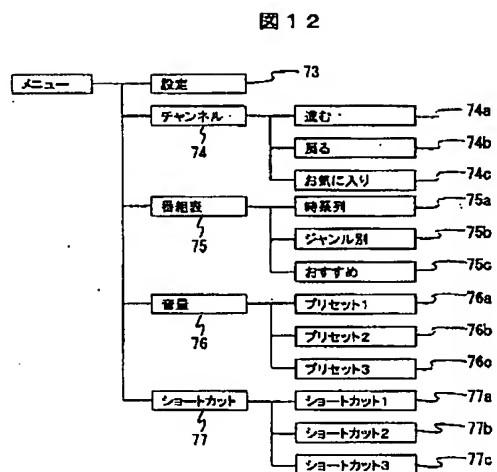 図12
メニュー
設定
73
チャンネル
74
進む
74a
戻る
74b
お気に入り
74c
番組表
75
時系列
75a
ジャンル別
75b
おすすめ
75c
音量
76
プリセット1
76a
プリセット2
76b
プリセット3
76c
ショートカット
77
ショートカット1
77a
ショートカット2
77b
ショートカット3
77c